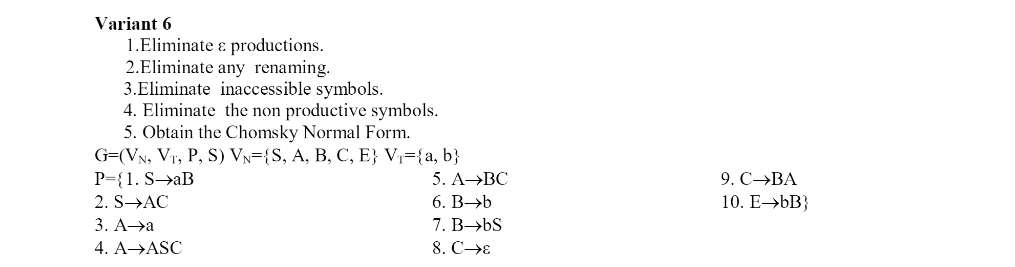 Variant 6
1.Eliminate ε productions.
2.Eliminate any renaming.
3.Eliminate inaccessible symbols.
4. Eliminate the non productive symbols.
5. Obtain the Chomsky Normal Form.
G=(V_N, V_T, P, S) V_N={S, A, B, C, E} V_T={a, b}
P={1. S→aB 5. A→BC 9. C→BA
2. S→AC 6. B→b 10. E→bB}
3. A→a 7. B→bS
4. A→ASC 8. C→ε